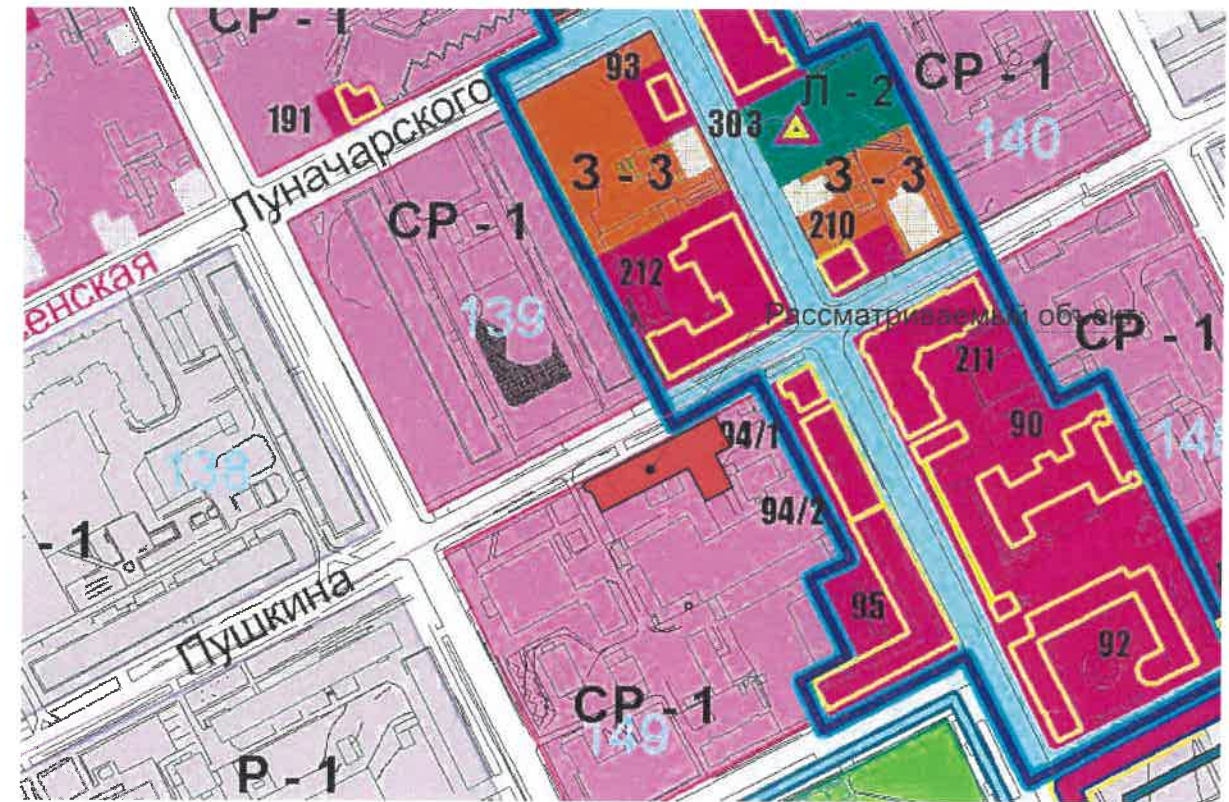 СР - 1
93
СР - 1
Л - 2
191
303
140
Луначарского
З - 3
З - 3
СР - 1
210
212
енская
139
Рассматриваемый объект
СР - 1
211
90
94/1
138
94/2
- 1
95
Пушкина
92
СР - 1
149
Р - 1